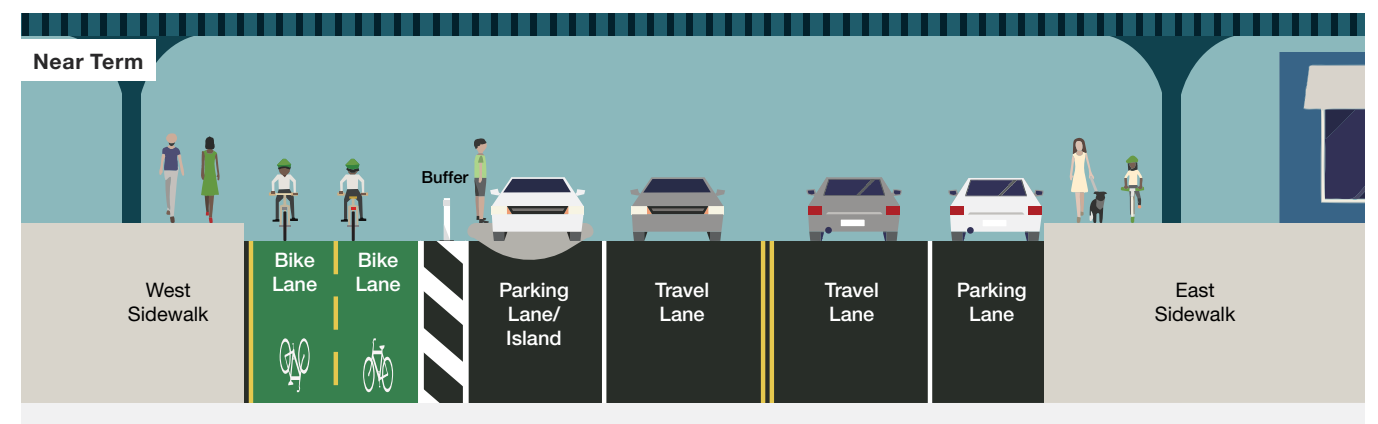 Near Term
Buffer
West
Sidewalk
Bike
Lane
Bike
Lane
Parking
Lane/
Island
Travel
Lane
Travel
Lane
Parking
Lane
East
Sidewalk